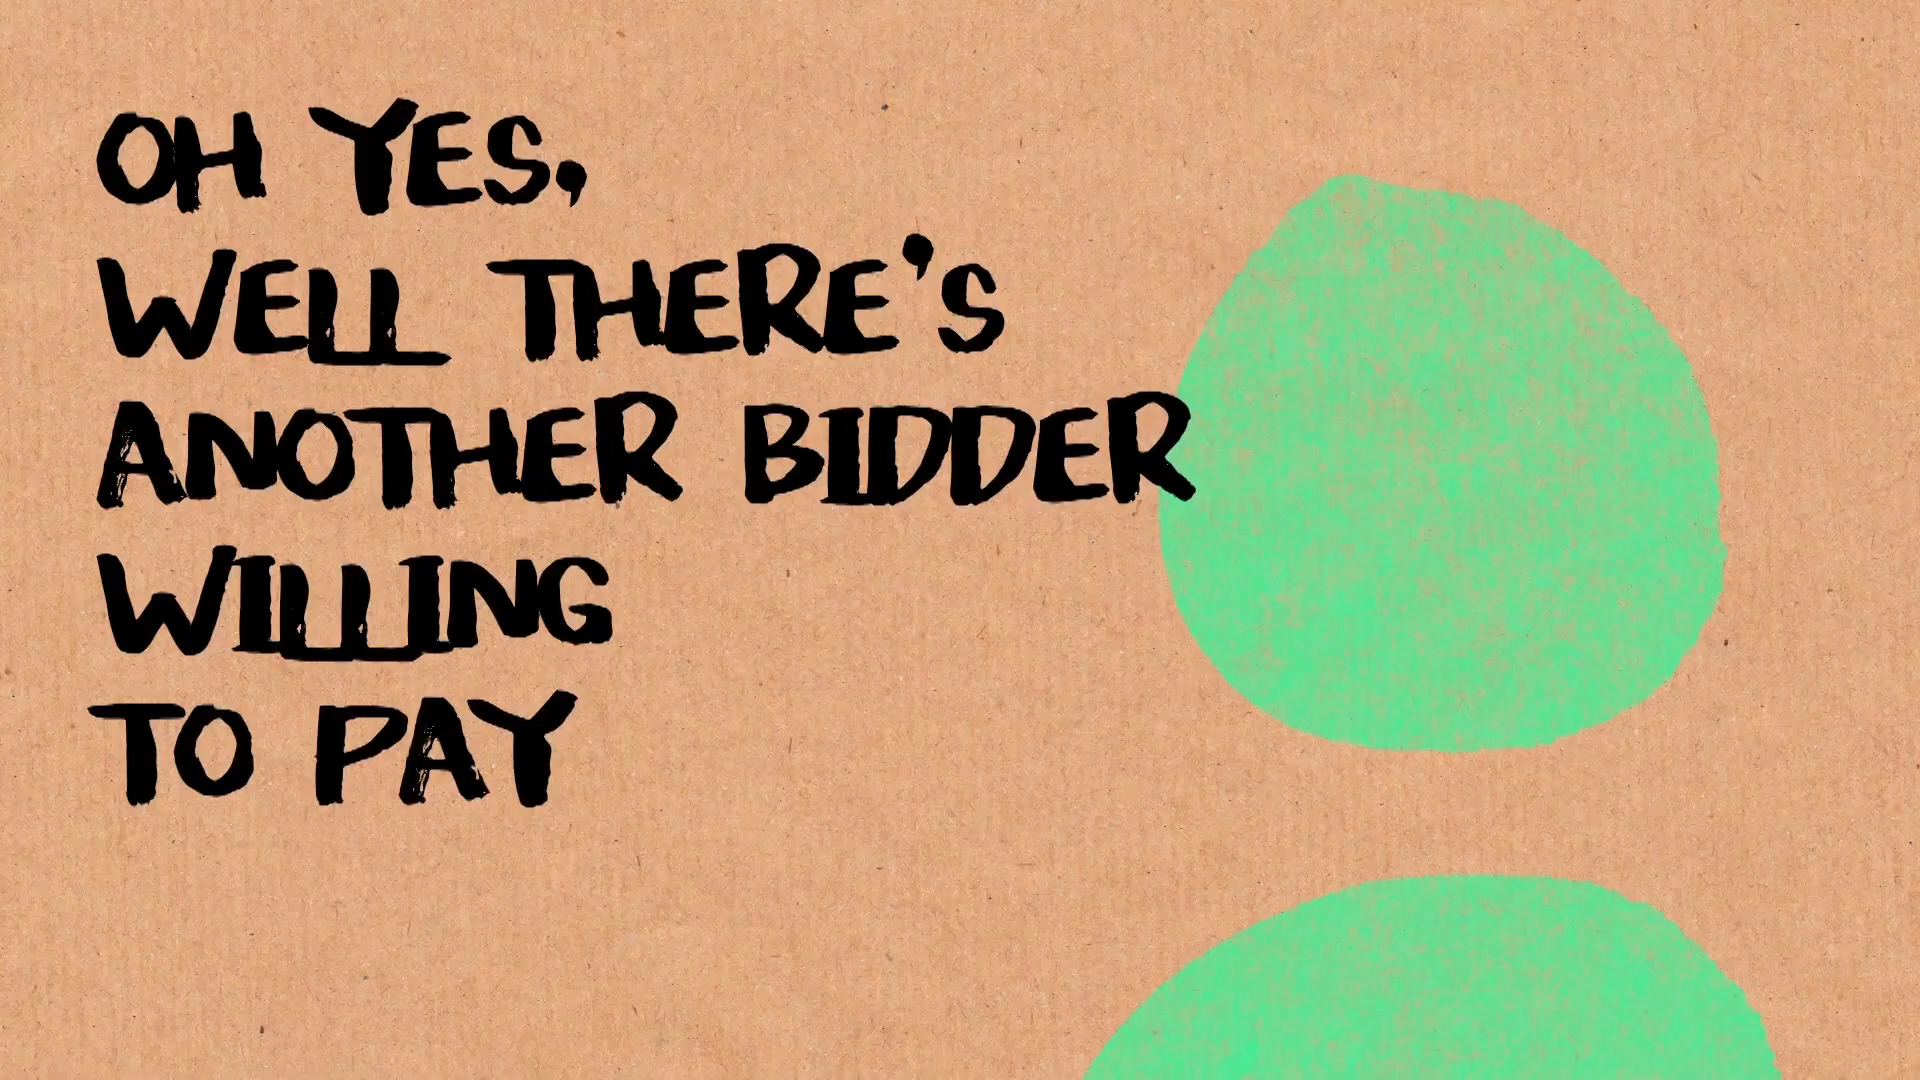 OH YES,
WELL THERE'S
ANOTHER BIDDER
WILLING
TO PAY